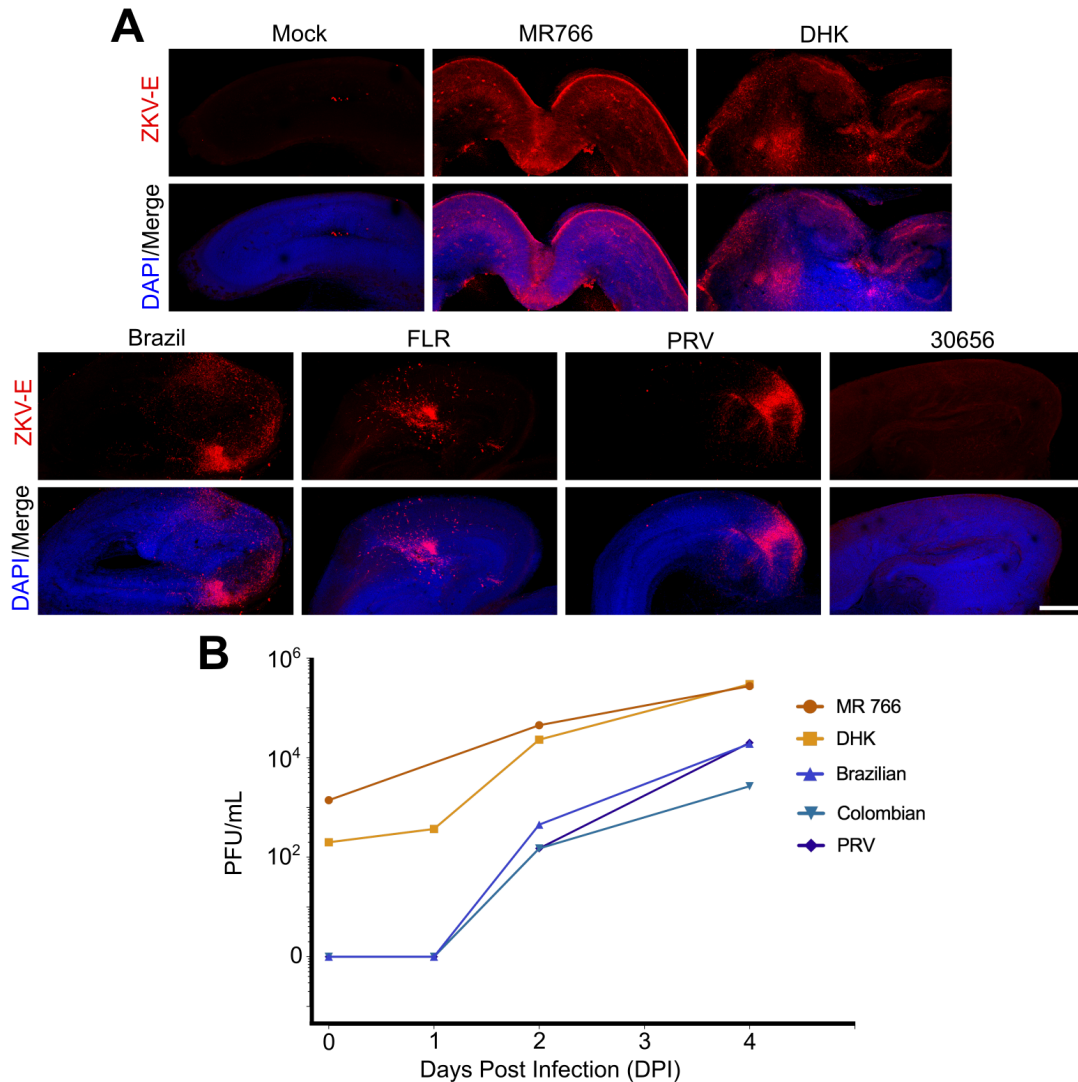 A
Mock MR766 DHK
ZKV-E
DAPI/Merge
Brazil FLR PRV 30656
ZKV-E
DAPI/Merge
B
PFU/mL
10^6
10^4
10^2
0
0 1 2 3 4
Days Post Infection (DPI)
MR 766
DHK
Brazilian
Colombian
PRV